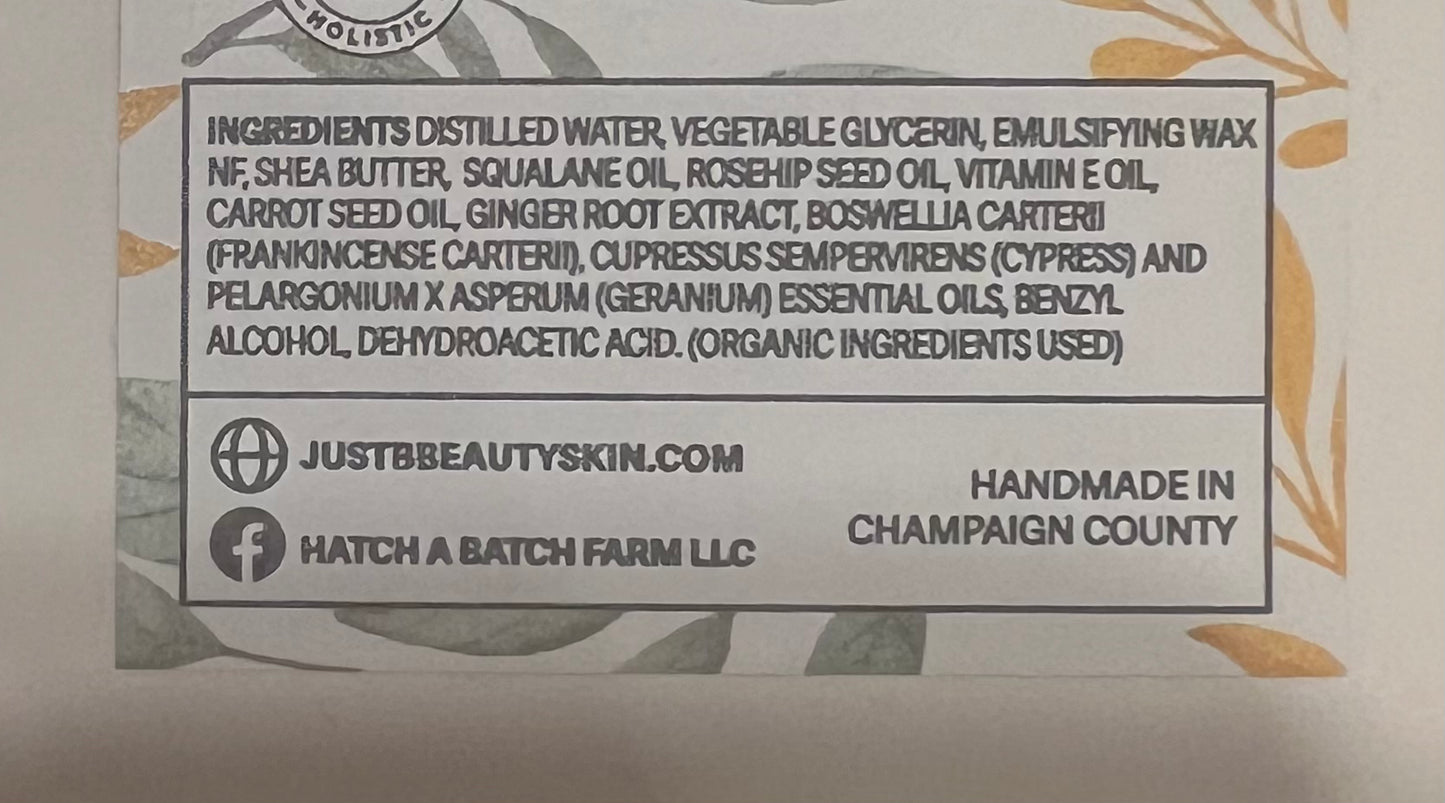 HOLISTIC
INGREDIENTS DISTILLED WATER, VEGETABLE GLYCERIN, EMULSIFYING WAX
NF, SHEA BUTTER, SQUALANE OIL, ROSEHIP SEED OIL, VITAMIN E OIL,
CARROT SEED OIL, GINGER ROOT EXTRACT, BOSWELLIA CARTERII
(FRANKINCENSE CARTERII), CUPRESSUS SEMPERVIRENS (CYPRESS) AND
PELARGONIUM X ASPERUM (GERANIUM) ESSENTIAL OILS, BENZYL
ALCOHOL, DEHYDROACETIC ACID. (ORGANIC INGREDIENTS USED)
JUSTBBEAUTYSKIN.COM
HATCH A BATCH FARM LLC
HANDMADE IN
CHAMPAIGN COUNTY